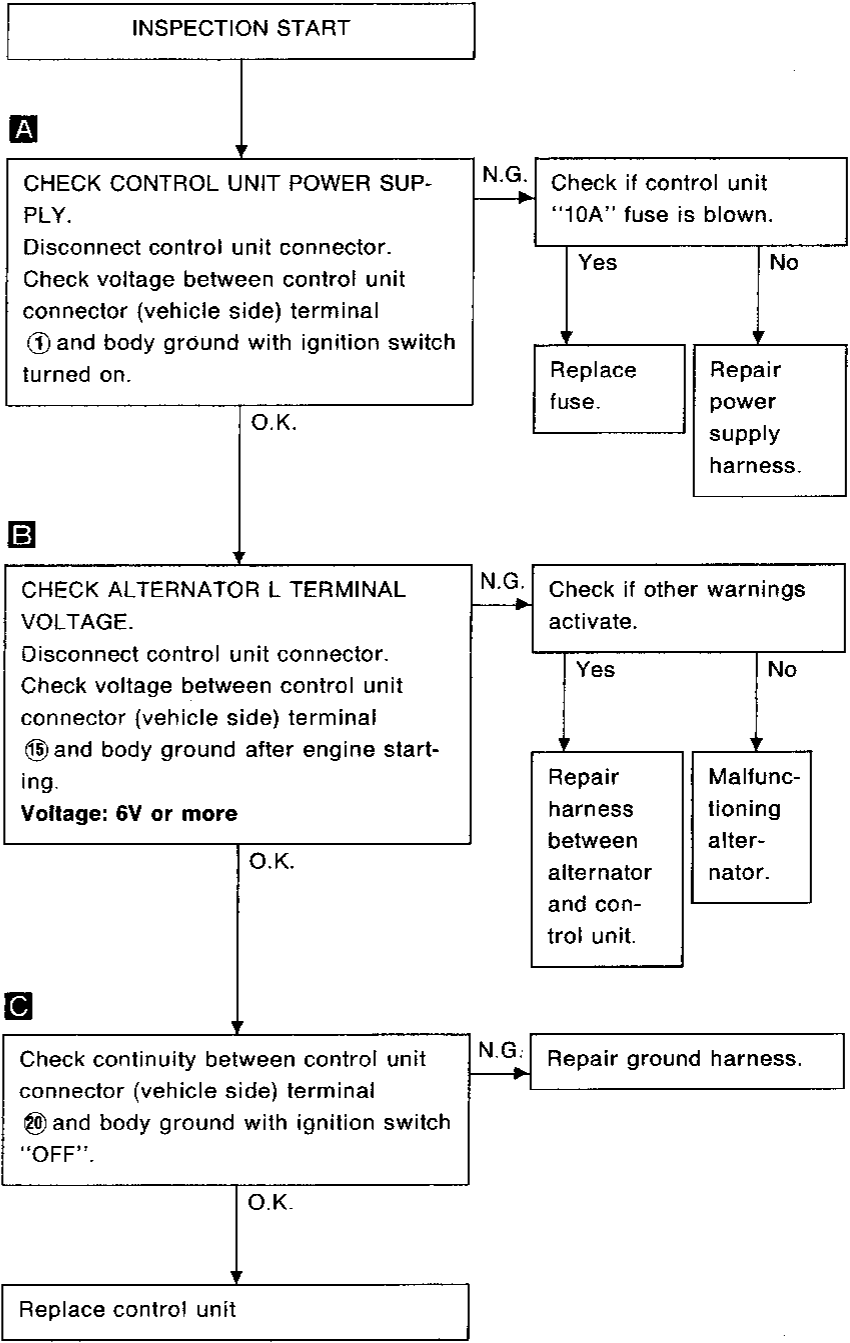 INSPECTION START
A
CHECK CONTROL UNIT POWER SUP-
PLY.
Disconnect control unit connector.
Check voltage between control unit
connector (vehicle side) terminal
① and body ground with ignition switch
turned on.
N.G.
Check if control unit
"10A" fuse is blown.
Yes
No
Replace
fuse.
Repair
power
supply
harness.
O.K.
B
CHECK ALTERNATOR L TERMINAL
VOLTAGE.
Disconnect control unit connector.
Check voltage between control unit
connector (vehicle side) terminal
⑮ and body ground after engine start-
ing.
Voltage: 6V or more
N.G.
Check if other warnings
activate.
Yes
No
Repair
harness
between
alternator
and con-
trol unit.
Malfunc-
tioning
alter-
nator.
O.K.
C
Check continuity between control unit
connector (vehicle side) terminal
⑳ and body ground with ignition switch
"OFF".
N.G.
Repair ground harness.
O.K.
Replace control unit